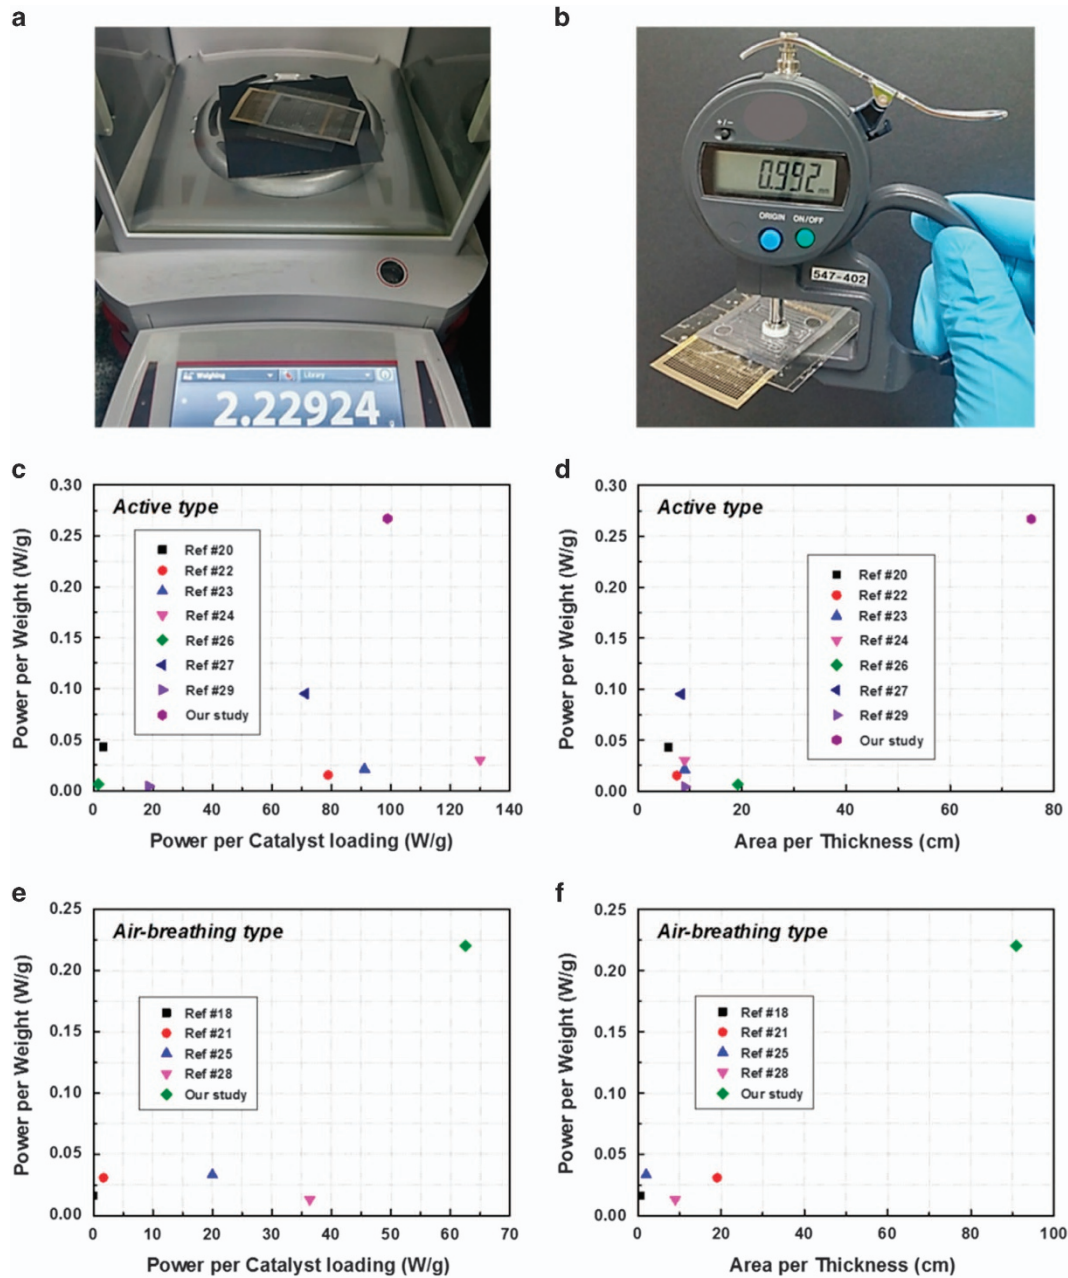 a
b
Weighing
Library
2.22924
g
+/-
0.992
mm
ORIGIN ON/OFF
547-402
c
Active type
Ref #20
Ref #22
Ref #23
Ref #24
Ref #26
Ref #27
Ref #29
Our study
0.30
0.25
0.20
0.15
0.10
0.05
0.00
0 20 40 60 80 100 120 140
Power per Weight (W/g)
Power per Catalyst loading (W/g)
d
Active type
Ref #20
Ref #22
Ref #23
Ref #24
Ref #26
Ref #27
Ref #29
Our study
0.30
0.25
0.20
0.15
0.10
0.05
0.00
0 20 40 60 80
Power per Weight (W/g)
Area per Thickness (cm)
e
Air-breathing type
Ref #18
Ref #21
Ref #25
Ref #28
Our study
0.25
0.20
0.15
0.10
0.05
0.00
0 10 20 30 40 50 60 70
Power per Weight (W/g)
Power per Catalyst loading (W/g)
f
Air-breathing type
Ref #18
Ref #21
Ref #25
Ref #28
Our study
0.25
0.20
0.15
0.10
0.05
0.00
0 20 40 60 80 100
Power per Weight (W/g)
Area per Thickness (cm)